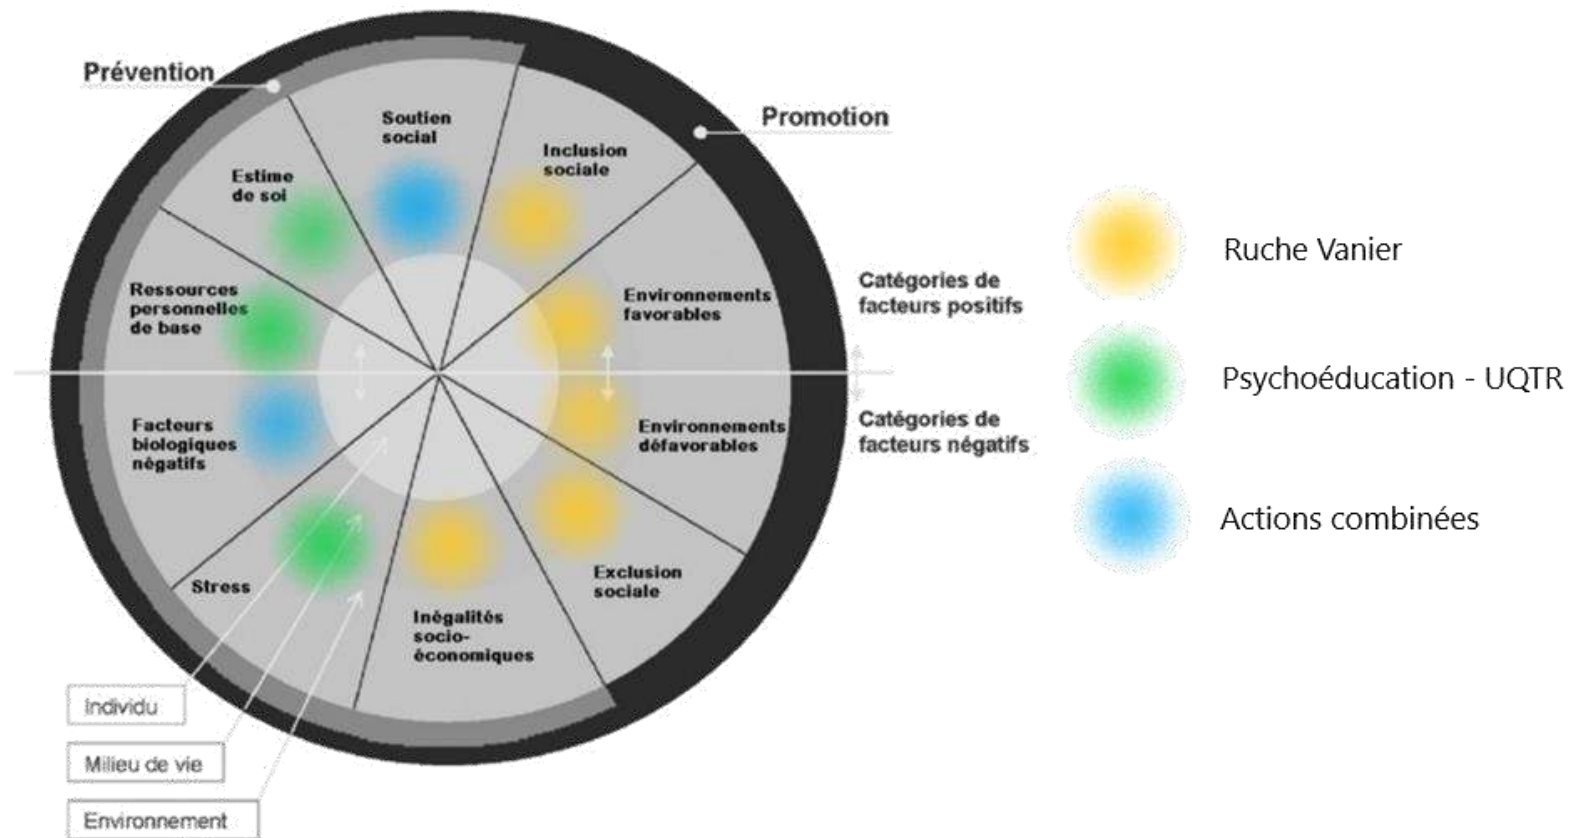 Prévention
Promotion
Soutien
social
Inclusion
sociale
Estime
de soi
Ressources
personnelles
de base
Environnements
favorables
Catégories de
facteurs positifs
Facteurs
biologiques
négatifs
Environnements
défavorables
Catégories de
facteurs négatifs
Stress
Inégalités
socio-
économiques
Exclusion
sociale
Individu
Milieu de vie
Environnement
Ruche Vanier
Psychoéducation - UQTR
Actions combinées